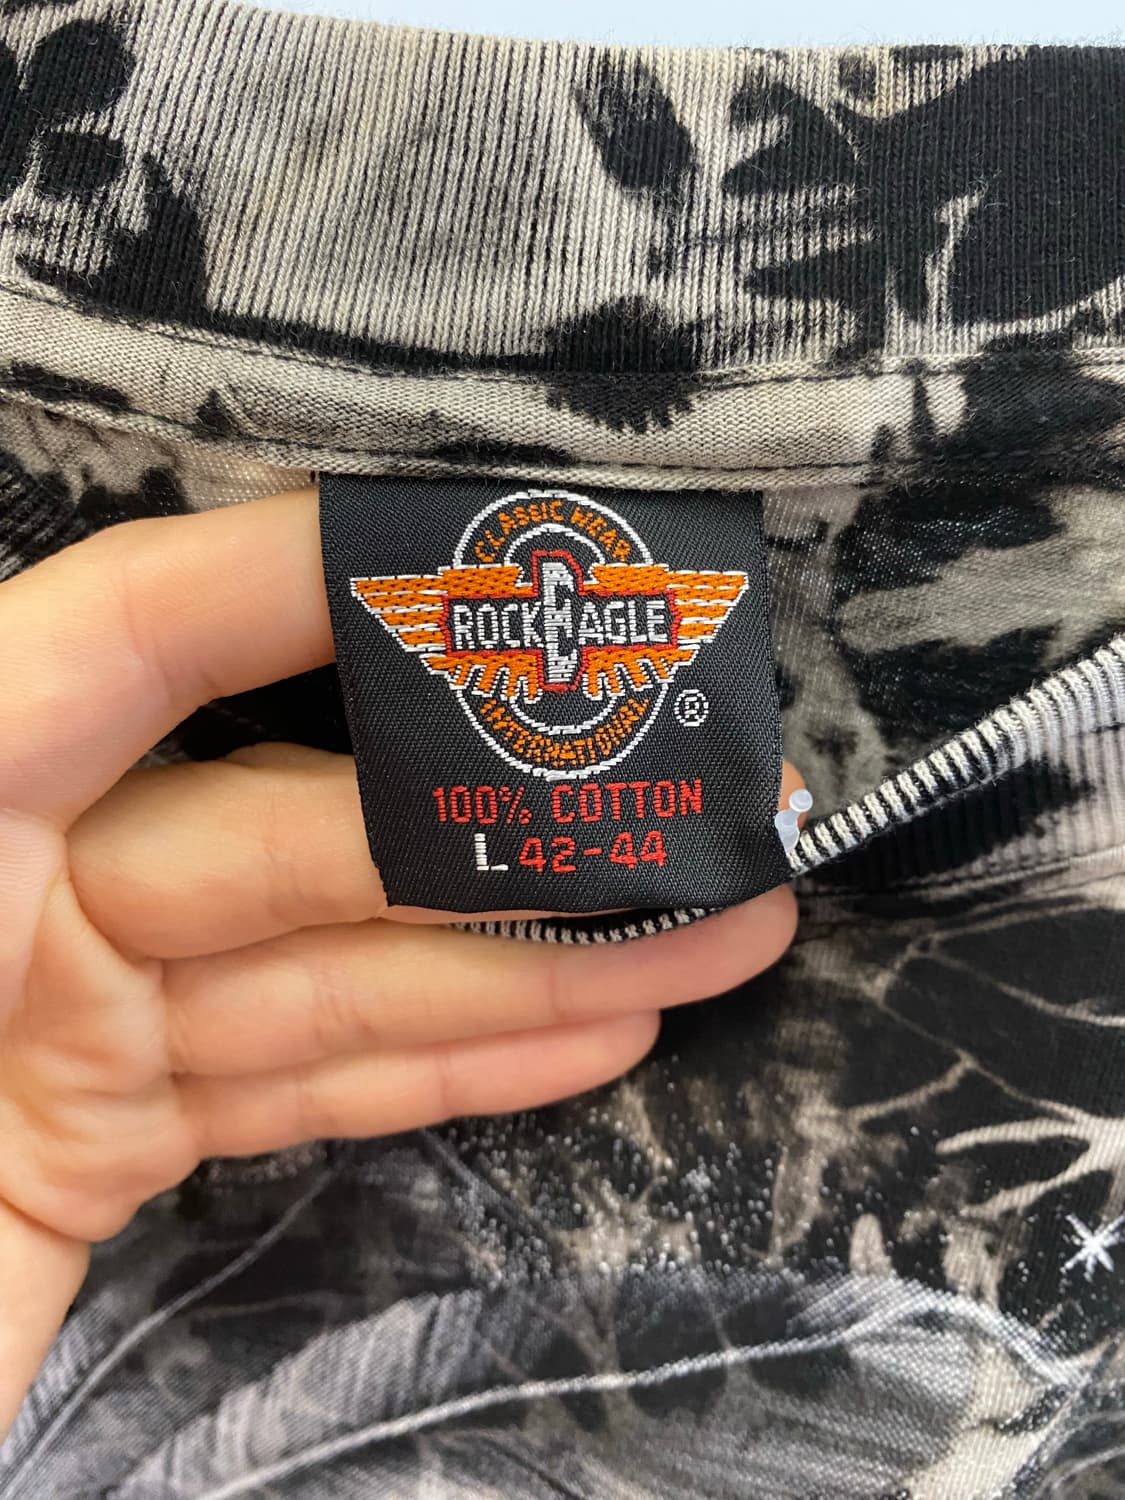 CLASSIC WEAR
ROCK EAGLE
INTERNATIONAL
®
100% COTTON
L 42-44